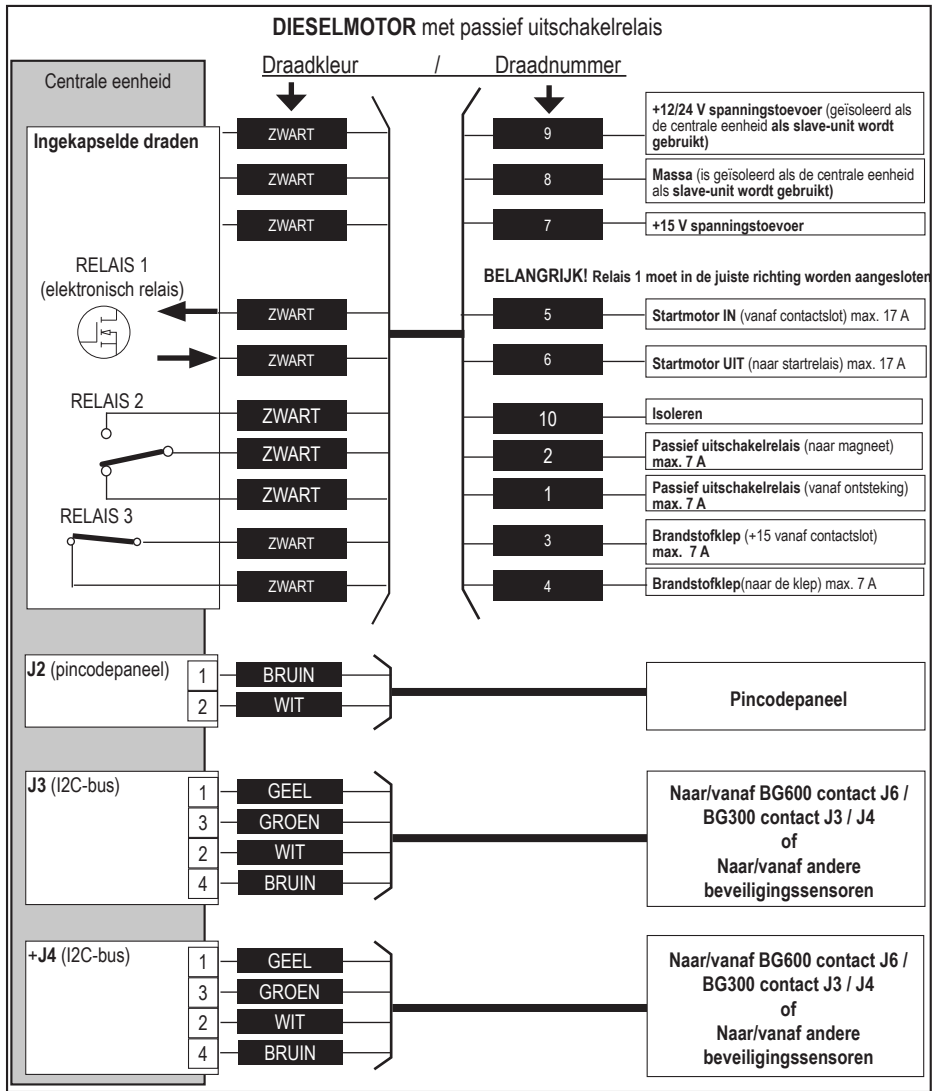 DIESELMOTOR met passief uitschakelrelais
Centrale eenheid
Draadkleur / Draadnummer
Ingekapselde draden
ZWART
9
+12/24 V spanningstoevoer (geïsoleerd als
de centrale eenheid als slave-unit wordt
gebruikt)
ZWART
8
Massa (is geïsoleerd als de centrale eenheid
als slave-unit wordt gebruikt)
ZWART
7
+15 V spanningstoevoer
RELAIS 1
(elektronisch relais)
BELANGRIJK! Relais 1 moet in de juiste richting worden aangesloten
ZWART
5
Startmotor IN (vanaf contactslot) max. 17 A
ZWART
6
Startmotor UIT (naar startrelais) max. 17 A
RELAIS 2
ZWART
10
Isoleren
ZWART
2
Passief uitschakelrelais (naar magneet)
max. 7 A
ZWART
1
Passief uitschakelrelais (vanaf ontsteking)
max. 7 A
RELAIS 3
ZWART
3
Brandstofklep (+15 vanaf contactslot)
max. 7 A
ZWART
4
Brandstofklep(naar de klep) max. 7 A
J2 (pincodepaneel)
1 BRUIN
2 WIT
Pincodepaneel
J3 (I2C-bus)
1 GEEL
3 GROEN
2 WIT
4 BRUIN
Naar/vanaf BG600 contact J6 /
BG300 contact J3 / J4
of
Naar/vanaf andere
beveiligingssensoren
+J4 (I2C-bus)
1 GEEL
3 GROEN
2 WIT
4 BRUIN
Naar/vanaf BG600 contact J6 /
BG300 contact J3 / J4
of
Naar/vanaf andere
beveiligingssensoren